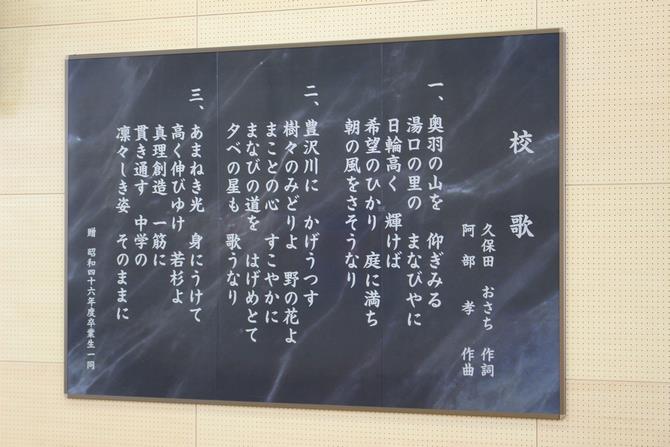 校歌
久保田 おさち 作詞
阿部 孝 作曲
一、奥羽の山を 仰ぎみる
湯口の里の まなびやに
日輪高く 輝けば
希望のひかり 庭に満ち
朝の風をさそうなり
二、豊沢川に かげうつす
樹々のみどりよ 野の花よ
まことの心 すこやかに
まなびの道を はげめとて
夕べの星も 歌うなり
三、あまねき光 身にうけて
高く伸びゆけ 若杉よ
真理創造 一筋に
貫き通す 中学の
凛々しき姿 そのままに
贈 昭和四十六年度卒業生一同